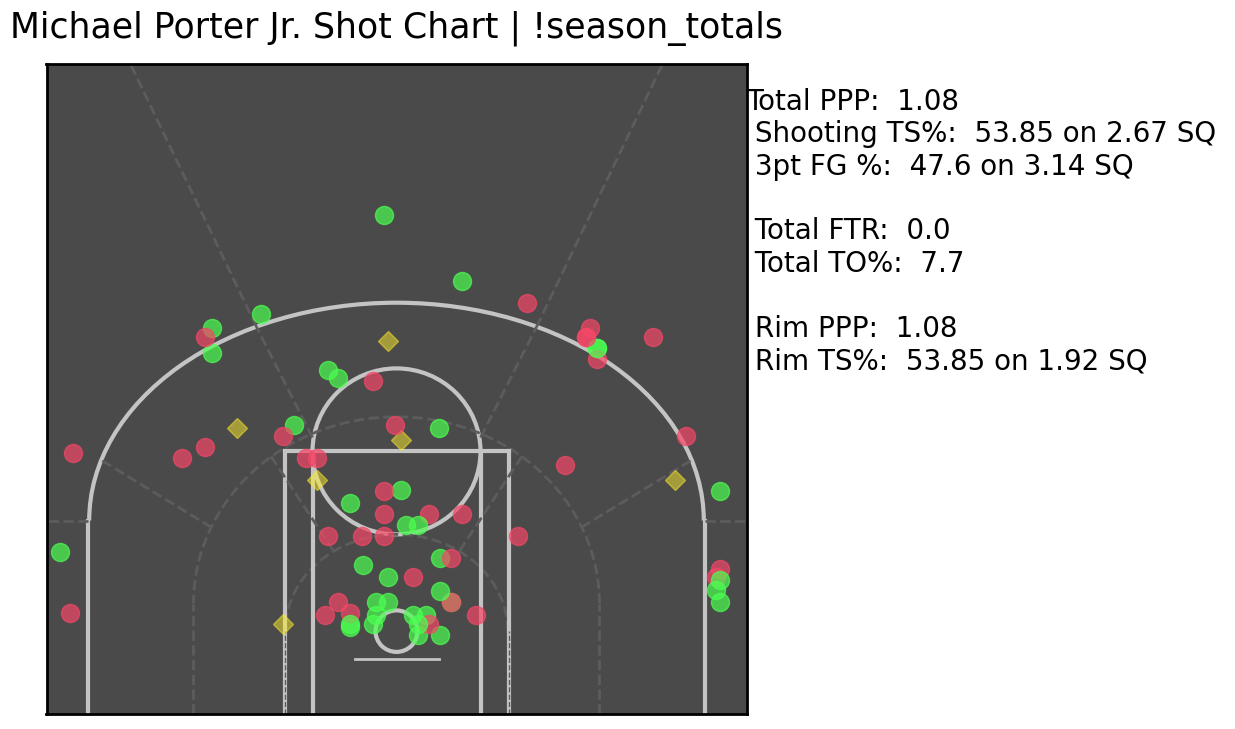 Michael Porter Jr. Shot Chart | !season_totals
Total PPP:  1.08
Shooting TS%:  53.85 on 2.67 SQ
3pt FG %:  47.6 on 3.14 SQ
Total FTR:  0.0
Total TO%:  7.7
Rim PPP:  1.08
Rim TS%:  53.85 on 1.92 SQ